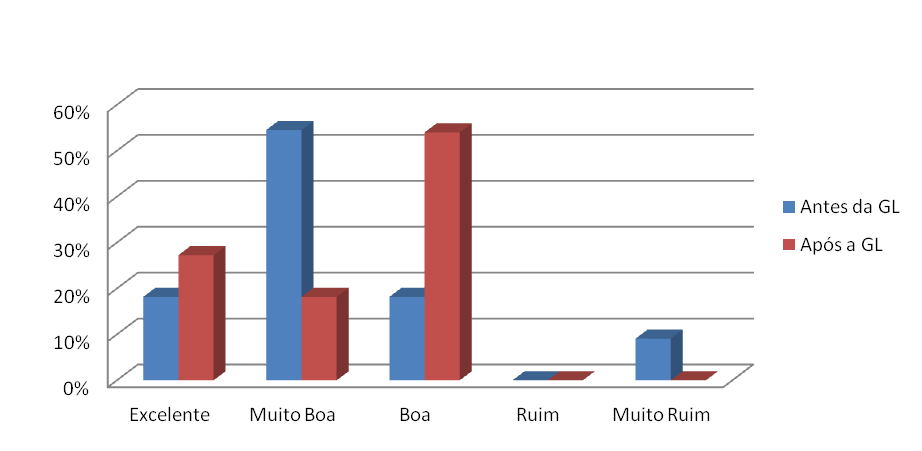 60%
50%
40%
30%
20%
10%
0%
Excelente
Muito Boa
Boa
Ruim
Muito Ruim
Antes da GL
Após a GL